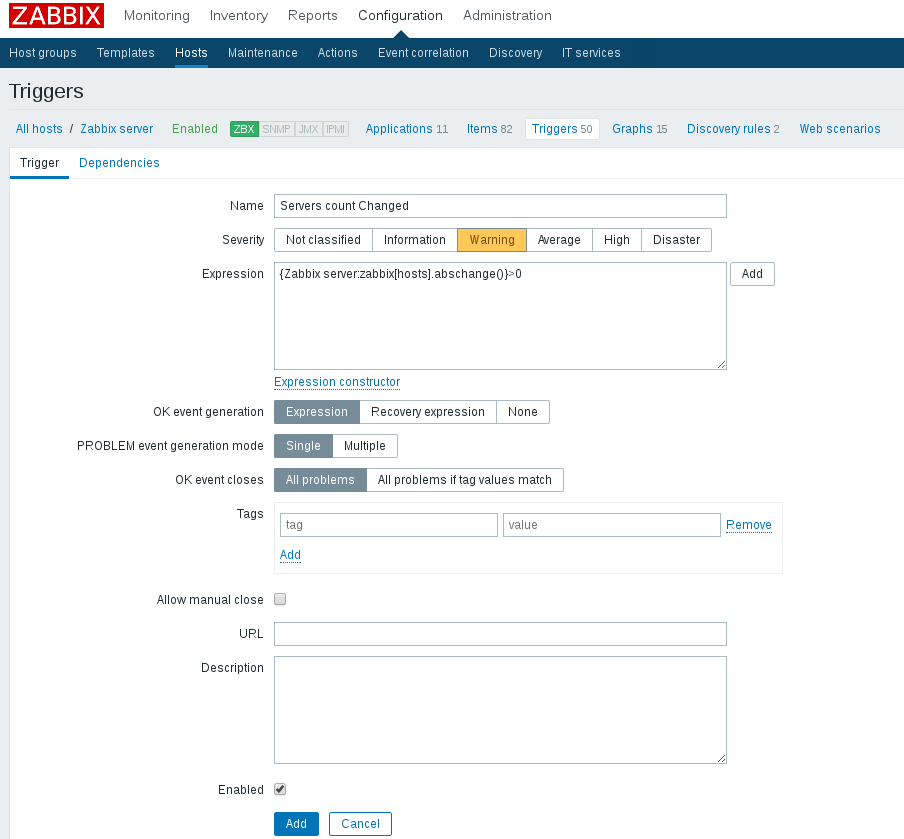 ZABBIX Monitoring Inventory Reports Configuration Administration
Host groups Templates Hosts Maintenance Actions Event correlation Discovery IT services
Triggers
All hosts / Zabbix server Enabled ZBX SNMP JMX IPMI Applications 11 Items 82 Triggers 50 Graphs 15 Discovery rules 2 Web scenarios
Trigger Dependencies
Name Servers count Changed
Severity Not classified Information Warning Average High Disaster
Expression {Zabbix server:zabbix[hosts].abschange()}>0 Add
Expression constructor
OK event generation Expression Recovery expression None
PROBLEM event generation mode Single Multiple
OK event closes All problems All problems if tag values match
Tags tag value Remove
Add
Allow manual close
URL
Description
Enabled
Add Cancel